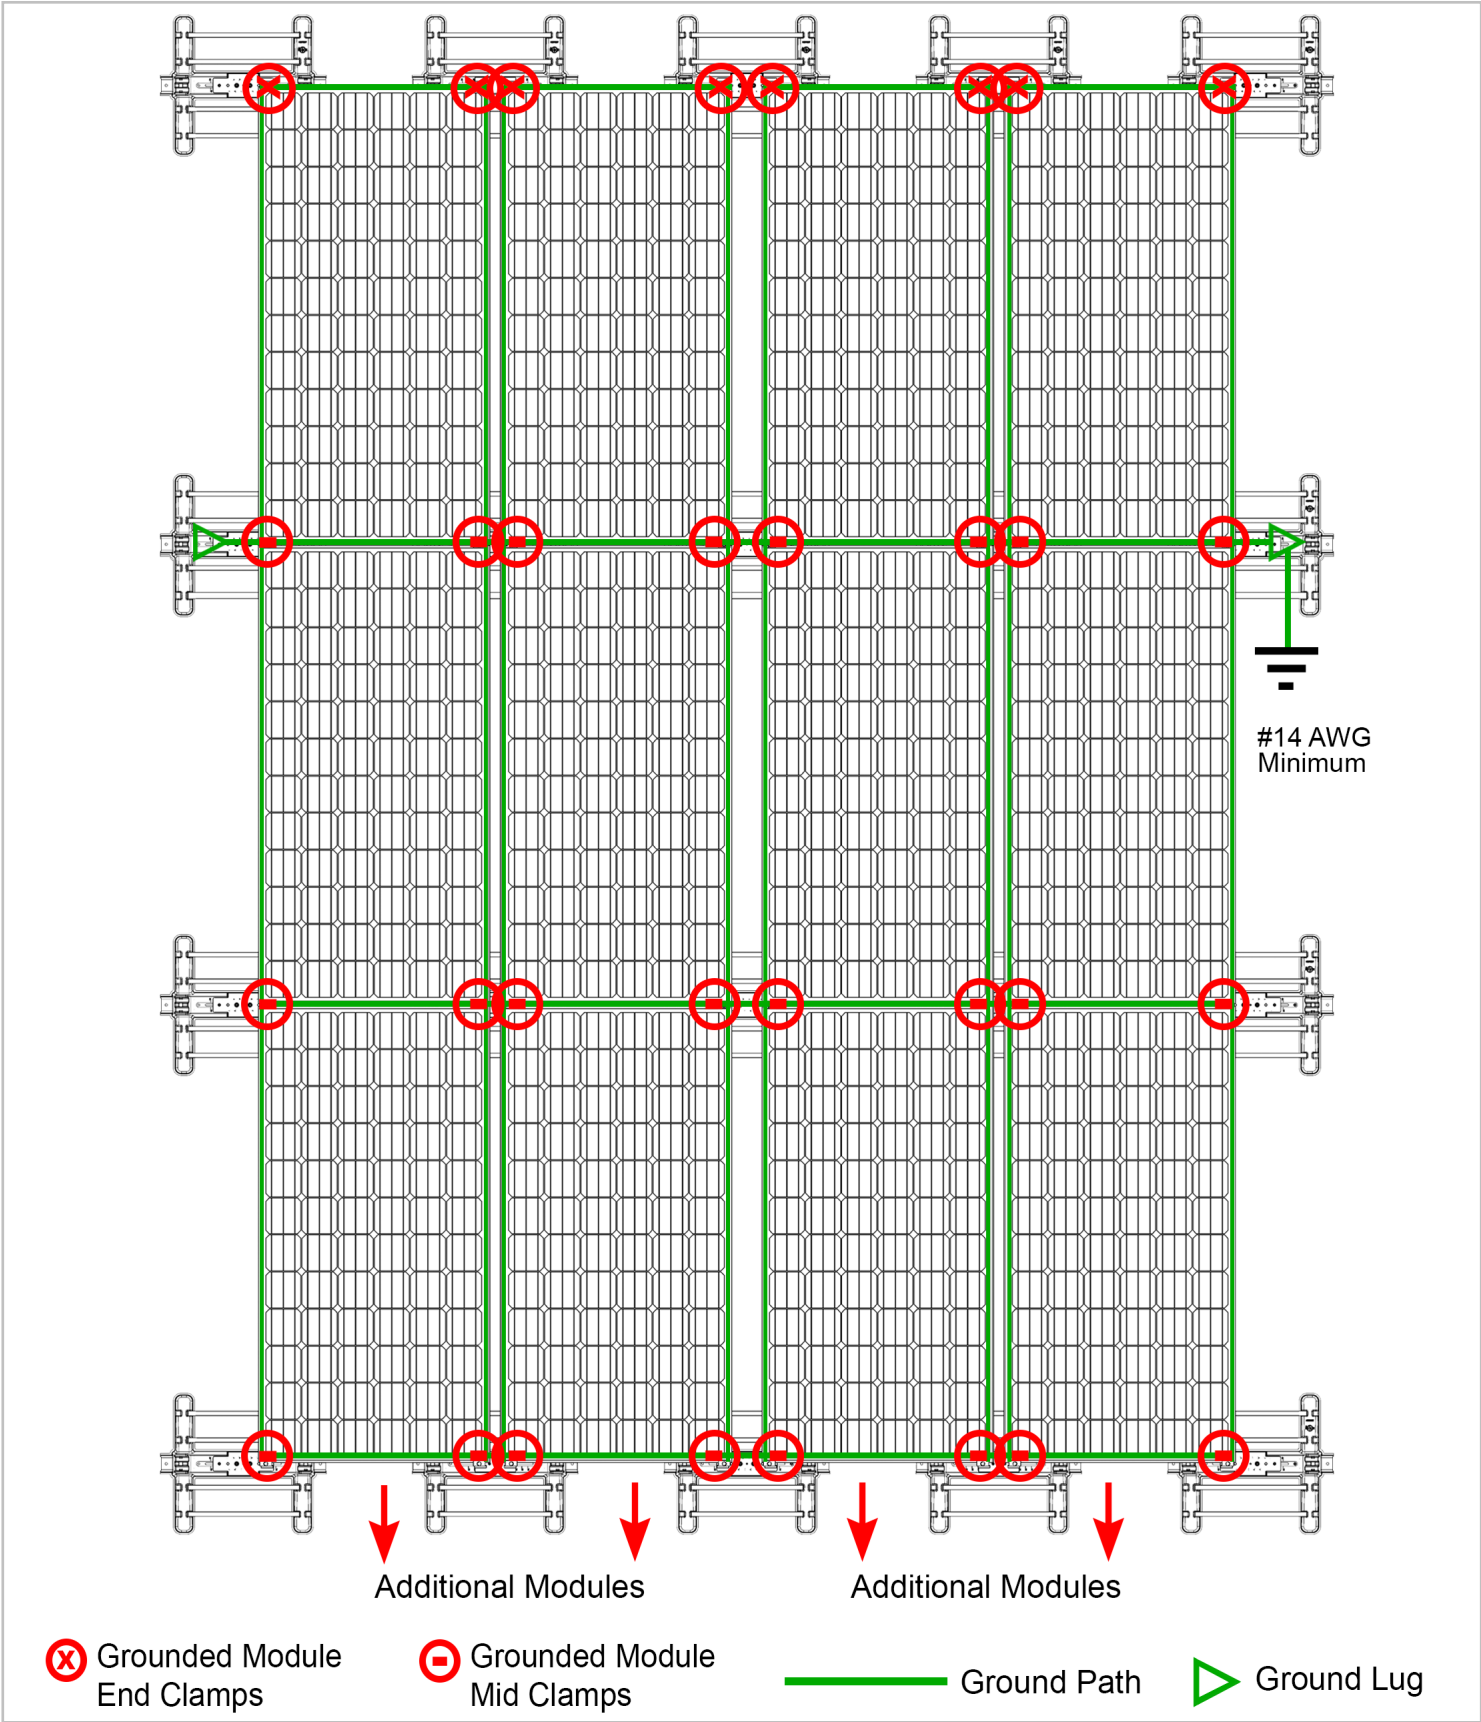 #14 AWG
Minimum
Additional Modules
Additional Modules
Grounded Module
End Clamps
Grounded Module
Mid Clamps
Ground Path
Ground Lug